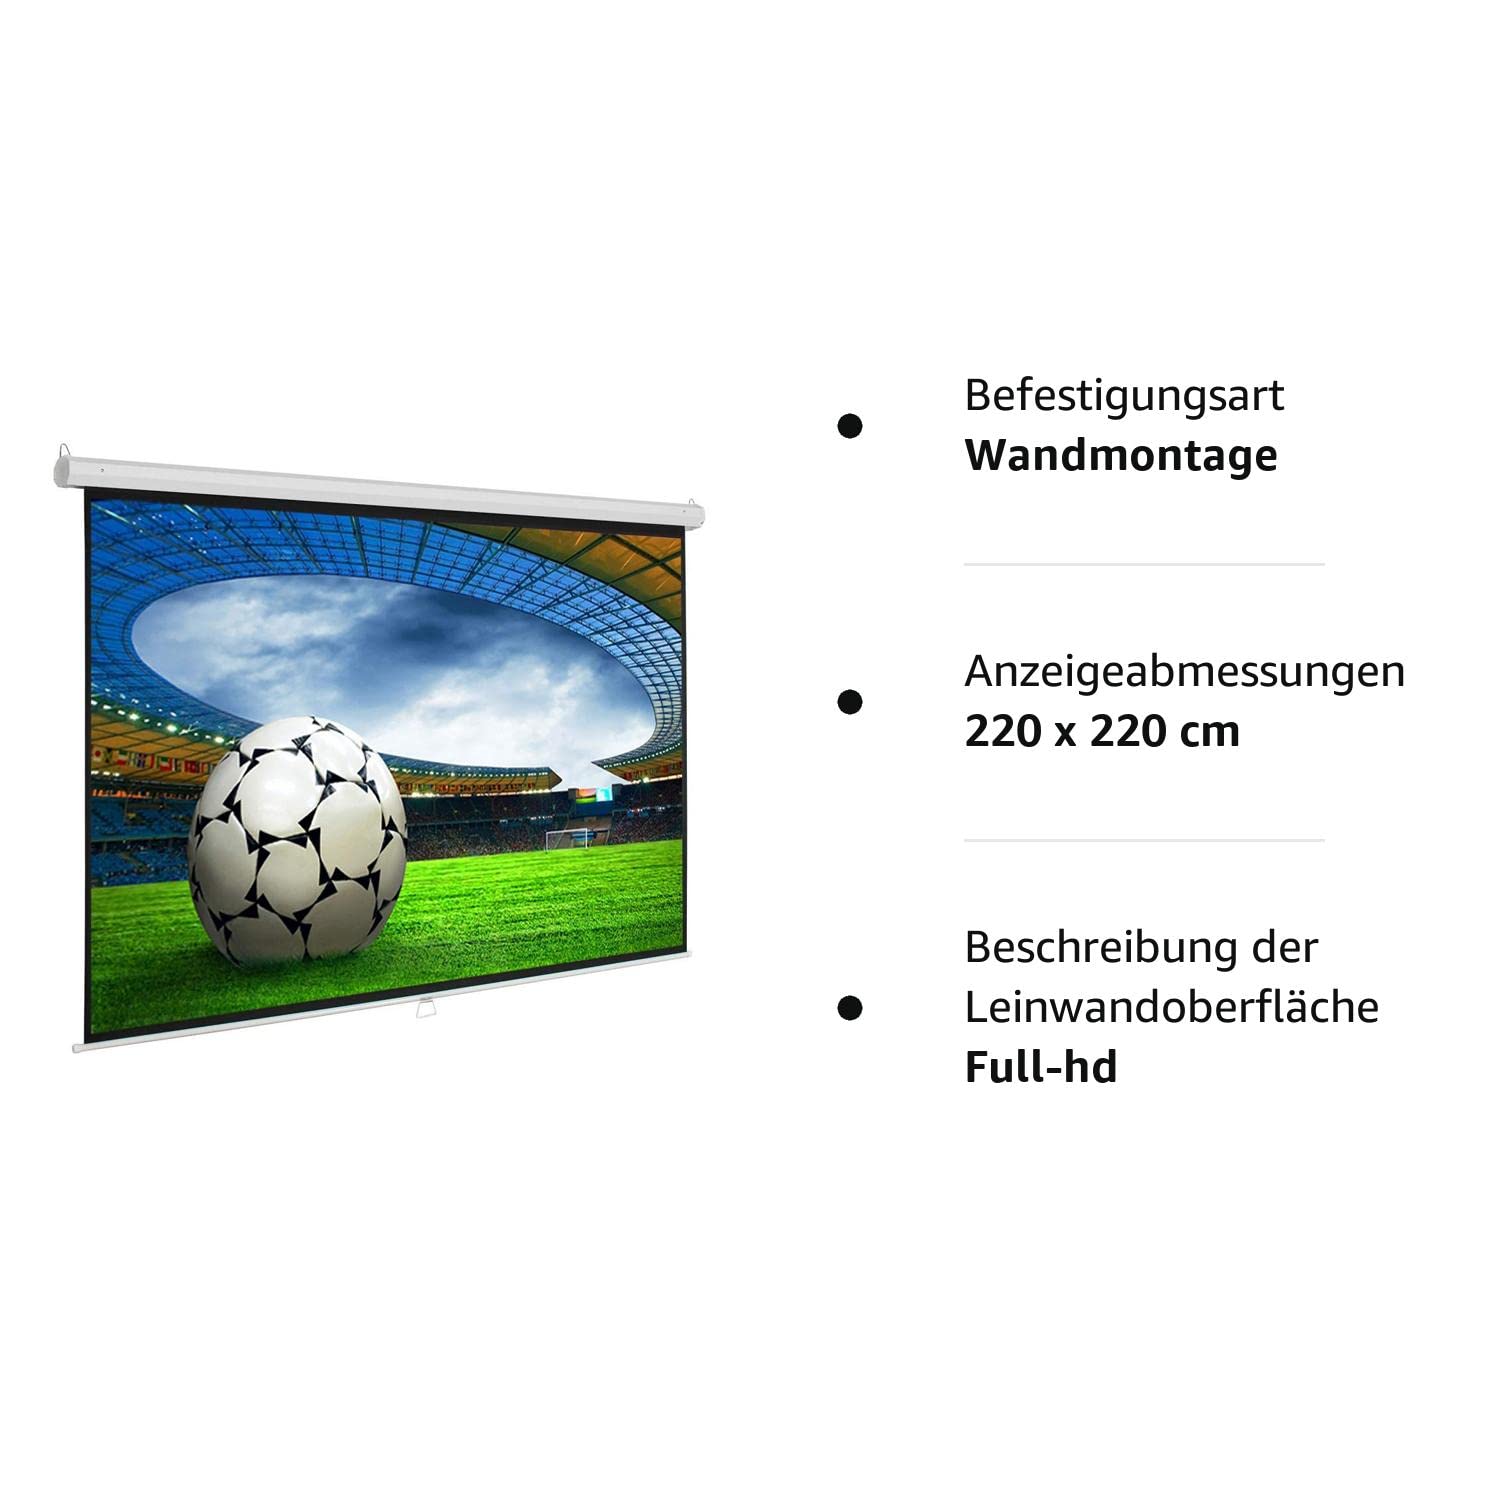 Befestigungsart
Wandmontage
Anzeigeabmessungen
220 x 220 cm
Beschreibung der
Leinwandoberfläche
Full-hd